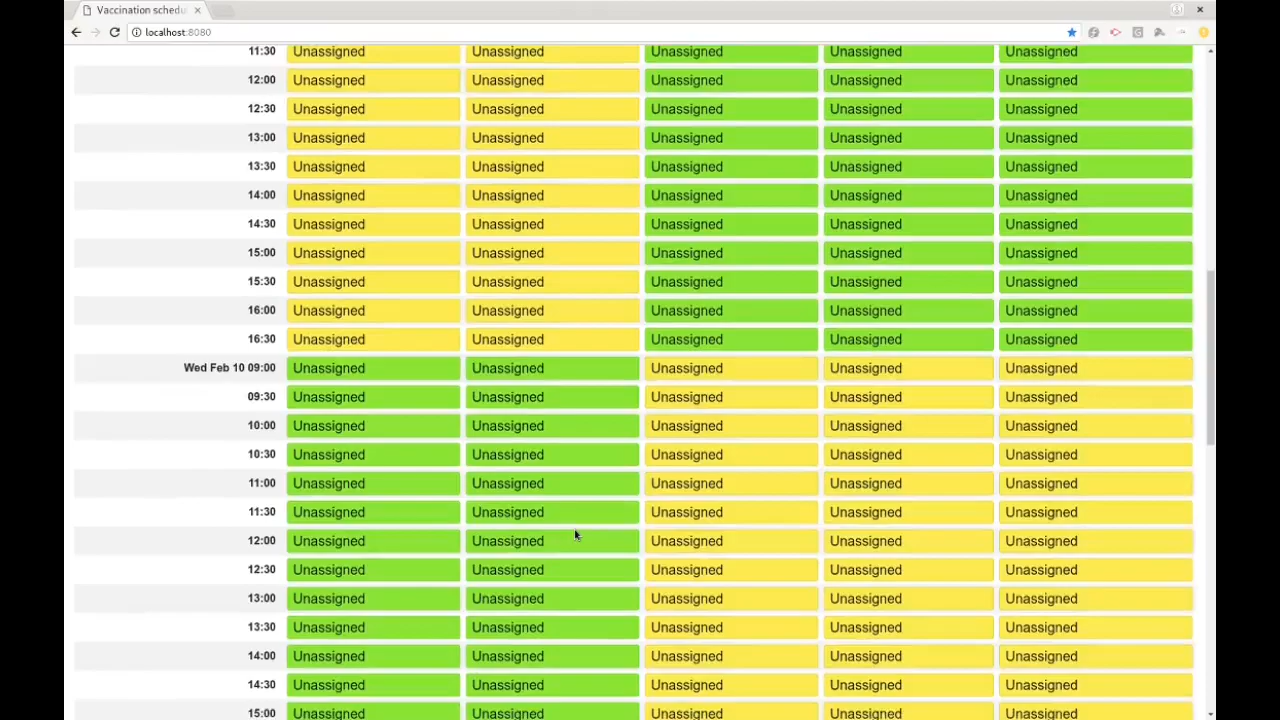 Vaccination schedu
localhost:8080
11:30 Unassigned Unassigned Unassigned Unassigned Unassigned
12:00 Unassigned Unassigned Unassigned Unassigned Unassigned
12:30 Unassigned Unassigned Unassigned Unassigned Unassigned
13:00 Unassigned Unassigned Unassigned Unassigned Unassigned
13:30 Unassigned Unassigned Unassigned Unassigned Unassigned
14:00 Unassigned Unassigned Unassigned Unassigned Unassigned
14:30 Unassigned Unassigned Unassigned Unassigned Unassigned
15:00 Unassigned Unassigned Unassigned Unassigned Unassigned
15:30 Unassigned Unassigned Unassigned Unassigned Unassigned
16:00 Unassigned Unassigned Unassigned Unassigned Unassigned
16:30 Unassigned Unassigned Unassigned Unassigned Unassigned
Wed Feb 10 09:00 Unassigned Unassigned Unassigned Unassigned Unassigned
09:30 Unassigned Unassigned Unassigned Unassigned Unassigned
10:00 Unassigned Unassigned Unassigned Unassigned Unassigned
10:30 Unassigned Unassigned Unassigned Unassigned Unassigned
11:00 Unassigned Unassigned Unassigned Unassigned Unassigned
11:30 Unassigned Unassigned Unassigned Unassigned Unassigned
12:00 Unassigned Unassigned Unassigned Unassigned Unassigned
12:30 Unassigned Unassigned Unassigned Unassigned Unassigned
13:00 Unassigned Unassigned Unassigned Unassigned Unassigned
13:30 Unassigned Unassigned Unassigned Unassigned Unassigned
14:00 Unassigned Unassigned Unassigned Unassigned Unassigned
14:30 Unassigned Unassigned Unassigned Unassigned Unassigned
15:00 Unassigned Unassigned Unassigned Unassigned Unassigned